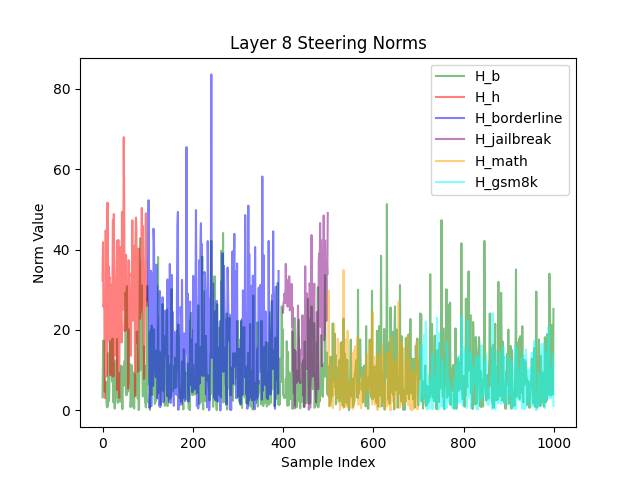 Layer 8 Steering Norms
H_b
H_h
H_borderline
H_jailbreak
H_math
H_gsm8k
Norm Value
80
60
40
20
0
0
200
400
600
800
1000
Sample Index